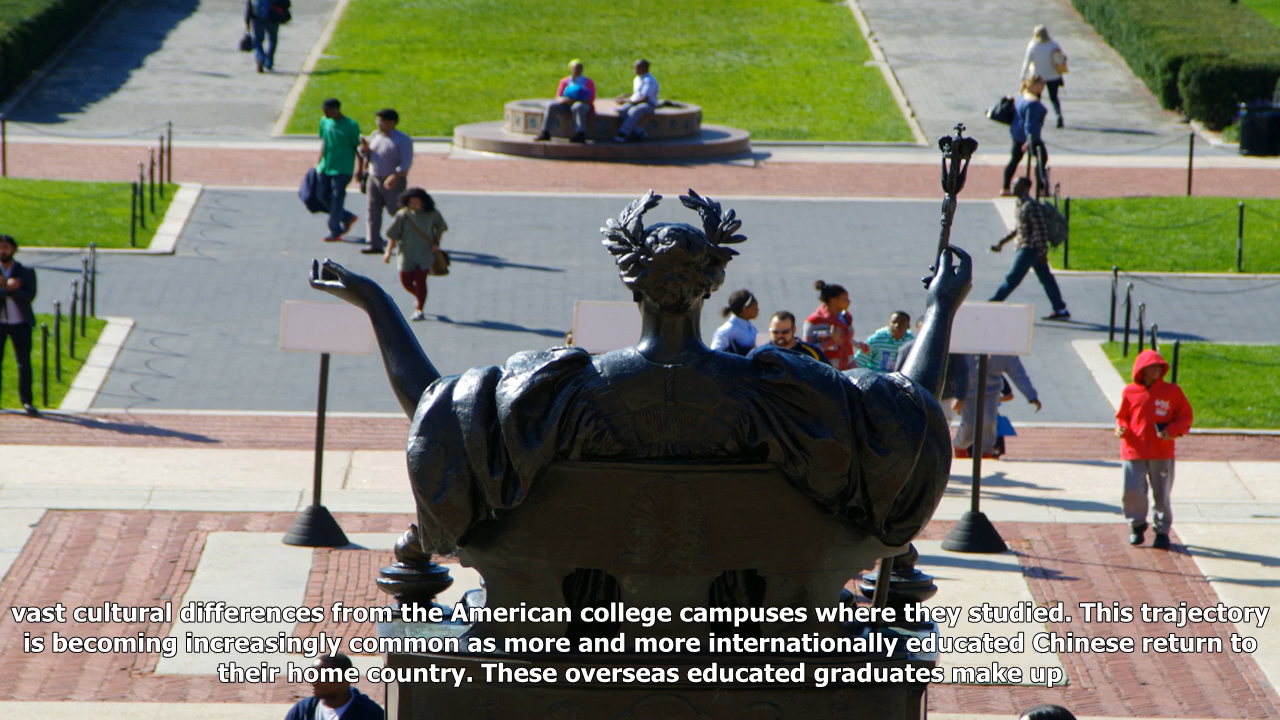 vast cultural differences from the American college campuses where they studied. This trajectory
is becoming increasingly common as more and more internationally educated Chinese return to
their home country. These overseas educated graduates make up